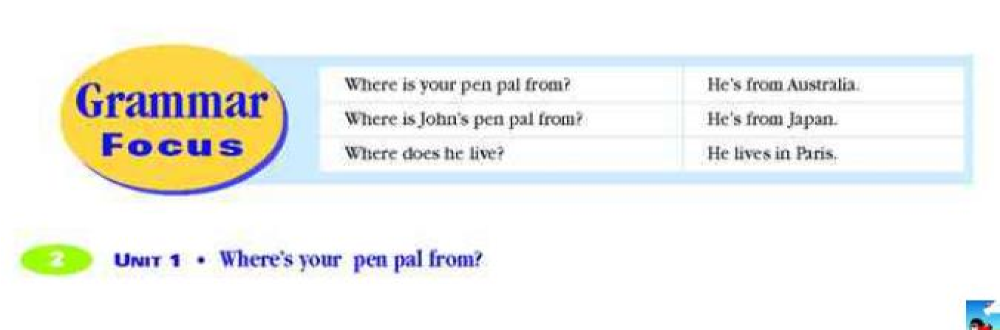 Grammar
Focus
Where is your pen pal from? He's from Australia.
Where is John's pen pal from? He's from Japan.
Where does he live? He lives in Paris.
2 UNIT 1 • Where's your pen pal from?